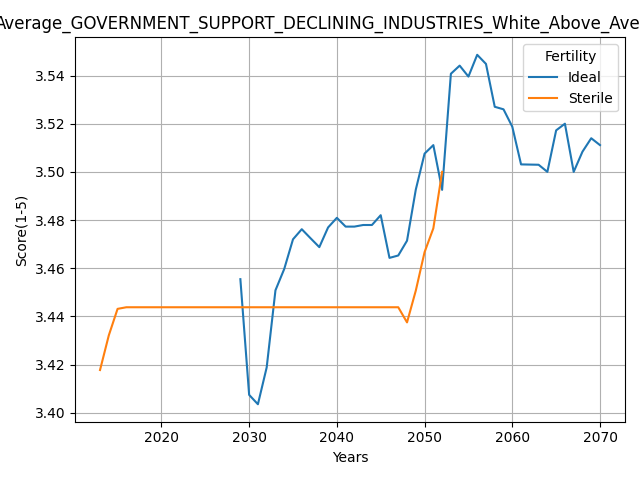 Average_GOVERNMENT_SUPPORT_DECLINING_INDUSTRIES_White_Above_Ave
Fertility
Ideal
Sterile
3.54
3.52
3.50
3.48
3.46
3.44
3.42
3.40
Score(1-5)
2020 2030 2040 2050 2060 2070
Years